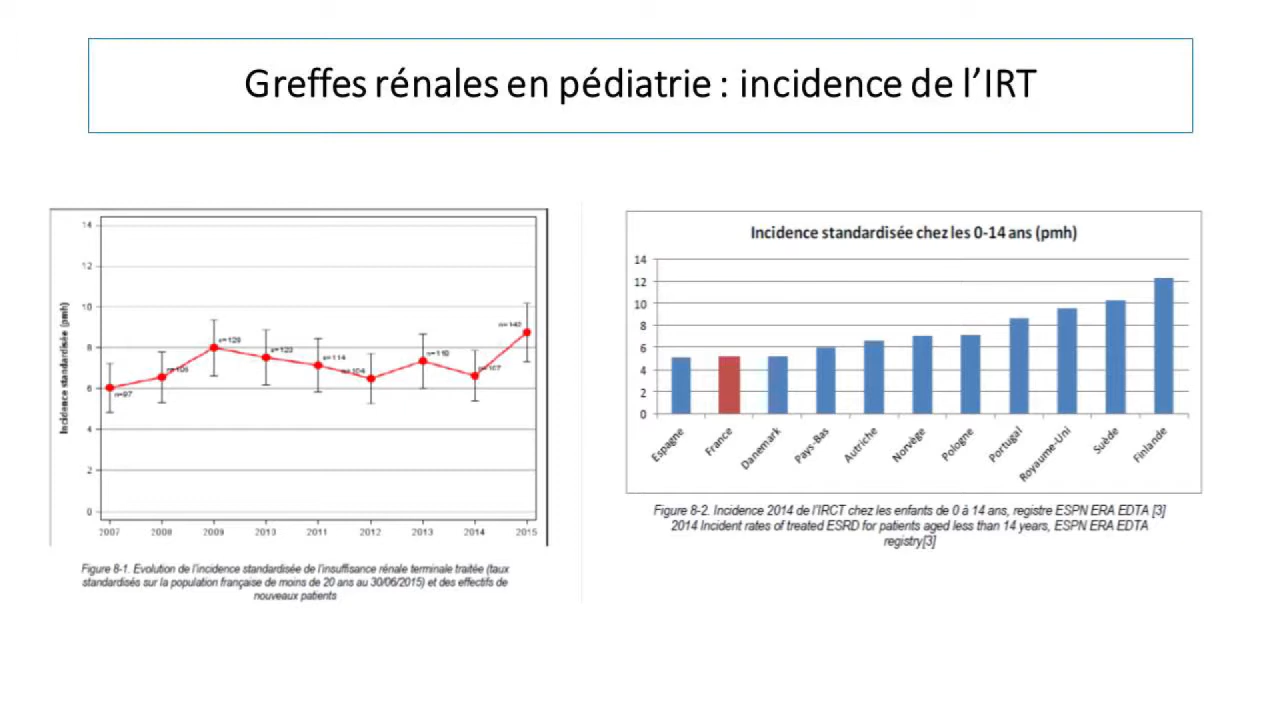 Greffes rénales en pédiatrie : incidence de l’IRT
Incidence standardisée (pmh)
14
12
10
8
6
4
2
0
n=97
n=129
n=123
n=114
n=104
n=107
2007
2008
2009
2010
2011
2012
2013
2014
2015
Figure 8-1. Evolution de l'incidence standardisée de l'insuffisance rénale terminale traitée (taux
standardisés sur la population française de moins de 20 ans au 30/06/2015) et des effectifs de
nouveaux patients
Incidence standardisée chez les 0-14 ans (pmh)
14
12
10
8
6
4
2
0
Espagne
France
Danemark
Pays-Bas
Autriche
Norvège
Pologne
Portugal
Royaume-Uni
Suède
Finlande
Figure 8-2. Incidence 2014 de l'IRCT chez les enfants de 0 à 14 ans, registre ESPN ERA EDTA [3]
2014 Incident rates of treated ESRD for patients aged less than 14 years, ESPN ERA EDTA
registry[3]